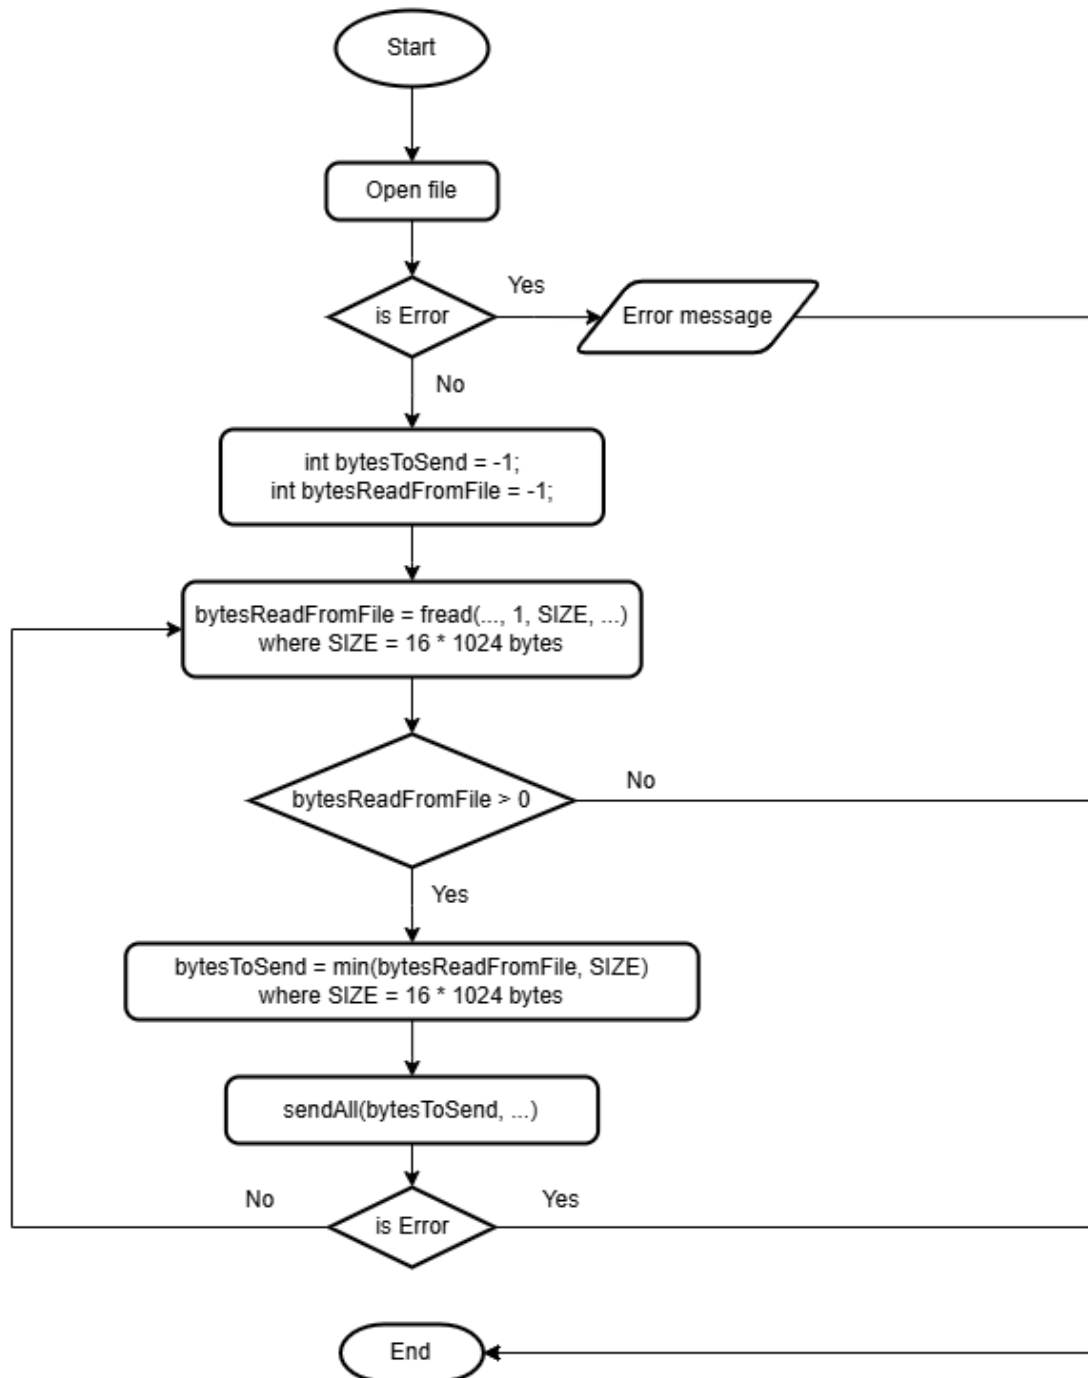 Start
Open file
is Error
Yes
Error message
No
int bytesToSend = -1;
int bytesReadFromFile = -1;
bytesReadFromFile = fread(..., 1, SIZE, ...)
where SIZE = 16 * 1024 bytes
bytesReadFromFile > 0
No
Yes
bytesToSend = min(bytesReadFromFile, SIZE)
where SIZE = 16 * 1024 bytes
sendAll(bytesToSend, ...)
No
is Error
Yes
End